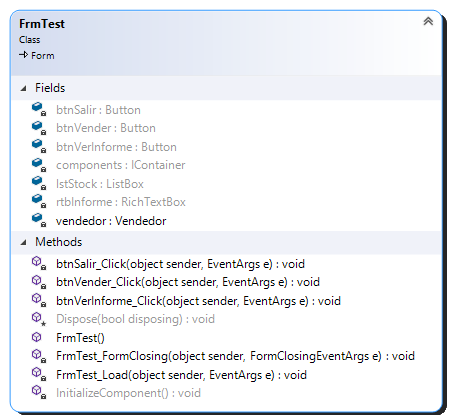 FrmTest
Class
Form
Fields
btnSalir : Button
btnVender : Button
btnVerInforme : Button
components : IContainer
lstStock : ListBox
rtbInforme : RichTextBox
vendedor : Vendedor
Methods
btnSalir_Click(object sender, EventArgs e) : void
btnVender_Click(object sender, EventArgs e) : void
btnVerInforme_Click(object sender, EventArgs e) : void
Dispose(bool disposing) : void
FrmTest()
FrmTest_FormClosing(object sender, FormClosingEventArgs e) : void
FrmTest_Load(object sender, EventArgs e) : void
InitializeComponent() : void